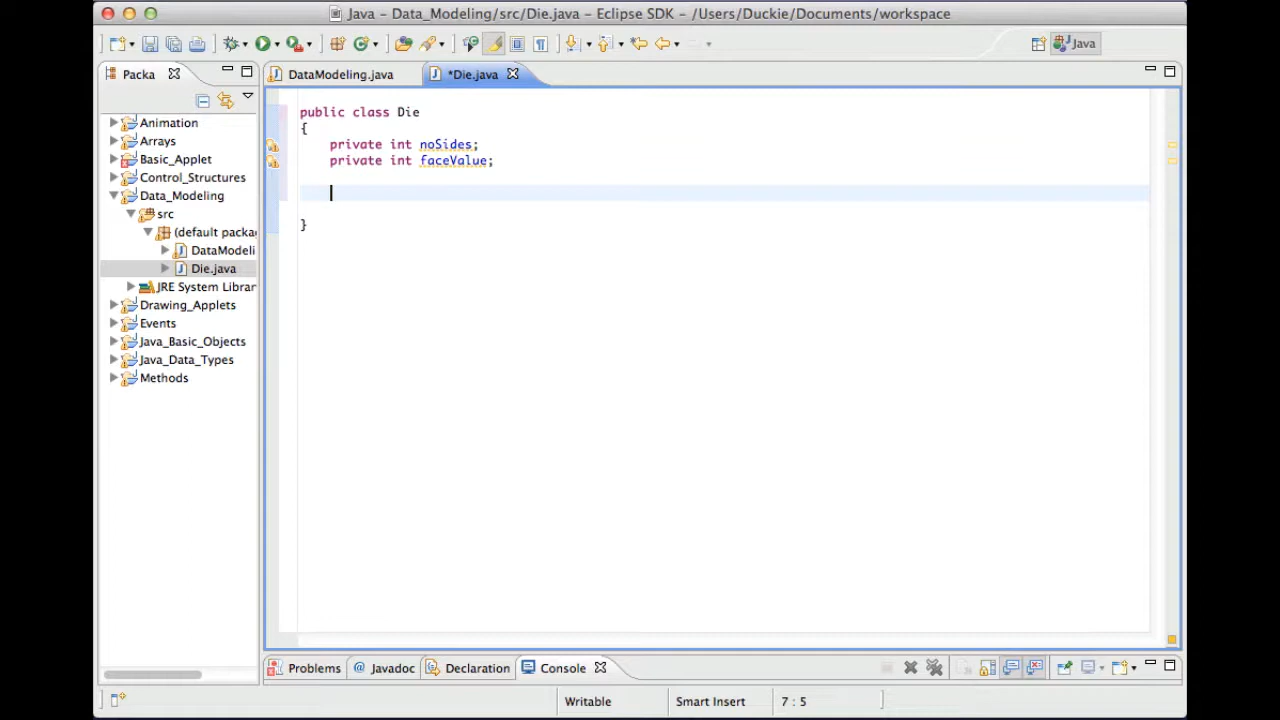 Java - Data_Modeling/src/Die.java - Eclipse SDK - /Users/Duckie/Documents/workspace
Java
Packa
DataModeling.java
*Die.java
Animation
Arrays
Basic_Applet
Control_Structures
Data_Modeling
src
(default packa
DataModeli
Die.java
JRE System Librar
Drawing_Applets
Events
Java_Basic_Objects
Java_Data_Types
Methods
public class Die
{
private int noSides;
private int faceValue;
}
Problems
@ Javadoc
Declaration
Console
Writable
Smart Insert
7 : 5